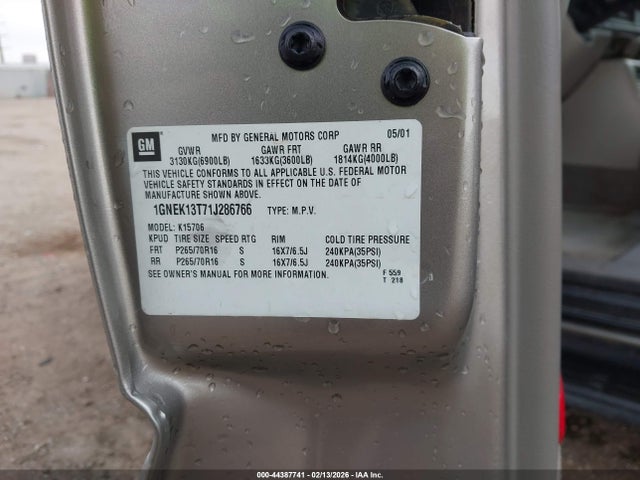 GM
MFD BY GENERAL MOTORS CORP 05/01
GVWR GAWR FRT GAWR RR
3130KG(6900LB) 1633KG(3600LB) 1814KG(4000LB)
THIS VEHICLE CONFORMS TO ALL APPLICABLE U.S. FEDERAL MOTOR
VEHICLE SAFETY STANDARDS IN EFFECT ON THE DATE OF
MANUFACTURE SHOWN ABOVE.
1GNEK13T71J286766 TYPE: M.P.V.
MODEL: K15706
KPUD TIRE SIZE SPEED RTG RIM COLD TIRE PRESSURE
FRT P265/70R16 S 16X7/6.5J 240KPA(35PSI)
RR P265/70R16 S 16X7/6.5J 240KPA(35PSI)
SEE OWNER'S MANUAL FOR MORE INFORMATION. F 559
T 218
000-44387741 - 02/13/2026 - IAA Inc.